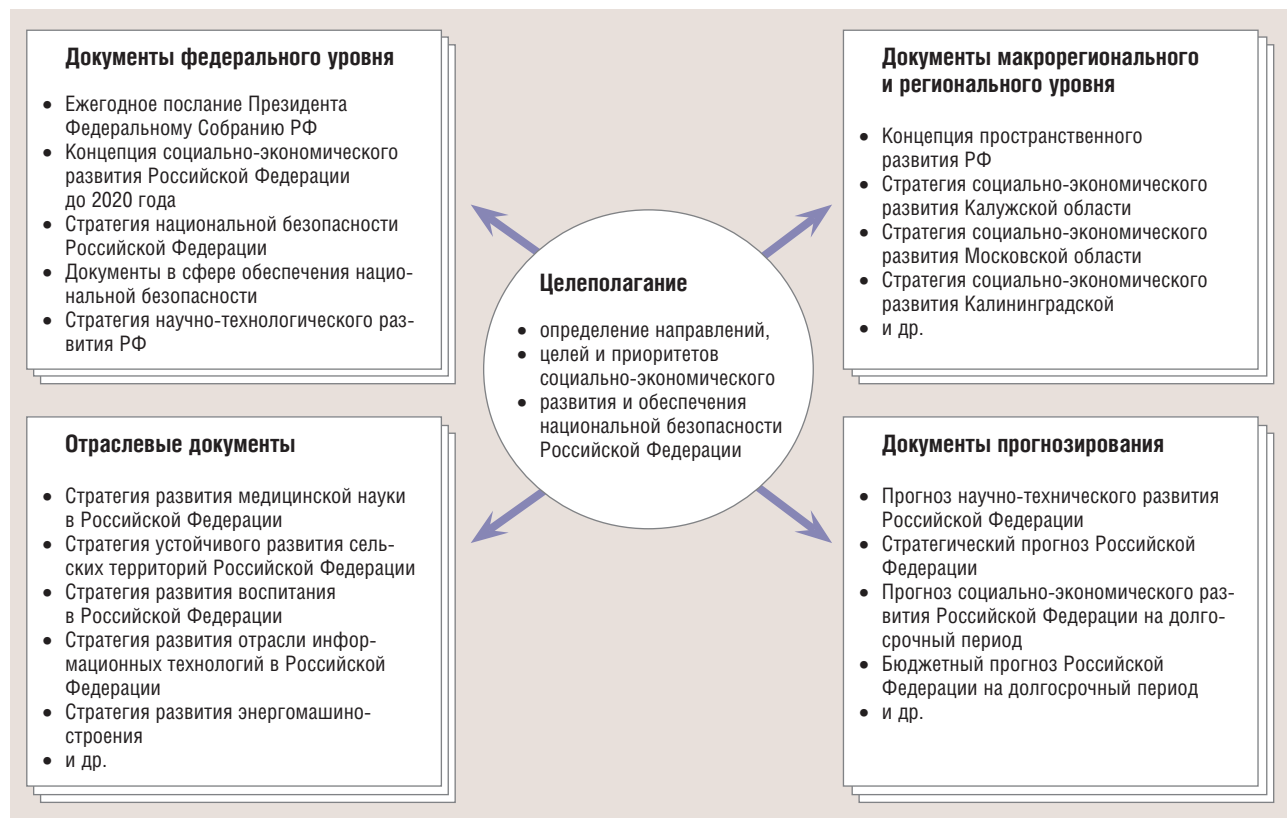 Документы федерального уровня
• Ежегодное послание Президента
Федеральному Собранию РФ
• Концепция социально-экономического
развития Российской Федерации
до 2020 года
• Стратегия национальной безопасности
Российской Федерации
• Документы в сфере обеспечения нацио-
нальной безопасности
• Стратегия научно-технологического раз-
вития РФ
Документы макрорегионального
и регионального уровня
• Концепция пространственного
развития РФ
• Стратегия социально-экономического
развития Калужской области
• Стратегия социально-экономического
развития Московской области
• Стратегия социально-экономического
развития Калининградской
• и др.
Целеполагание
• определение направлений,
• целей и приоритетов
социально-экономического
• развития и обеспечения
национальной безопасности
Российской Федерации
Отраслевые документы
• Стратегия развития медицинской науки
в Российской Федерации
• Стратегия устойчивого развития сель-
ских территорий Российской Федерации
• Стратегия развития воспитания
в Российской Федерации
• Стратегия развития отрасли инфор-
мационных технологий в Российской
Федерации
• Стратегия развития энергомашино-
строения
• и др.
Документы прогнозирования
• Прогноз научно-технического развития
Российской Федерации
• Стратегический прогноз Российской
Федерации
• Прогноз социально-экономического раз-
вития Российской Федерации на долго-
срочный период
• Бюджетный прогноз Российской
Федерации на долгосрочный период
• и др.